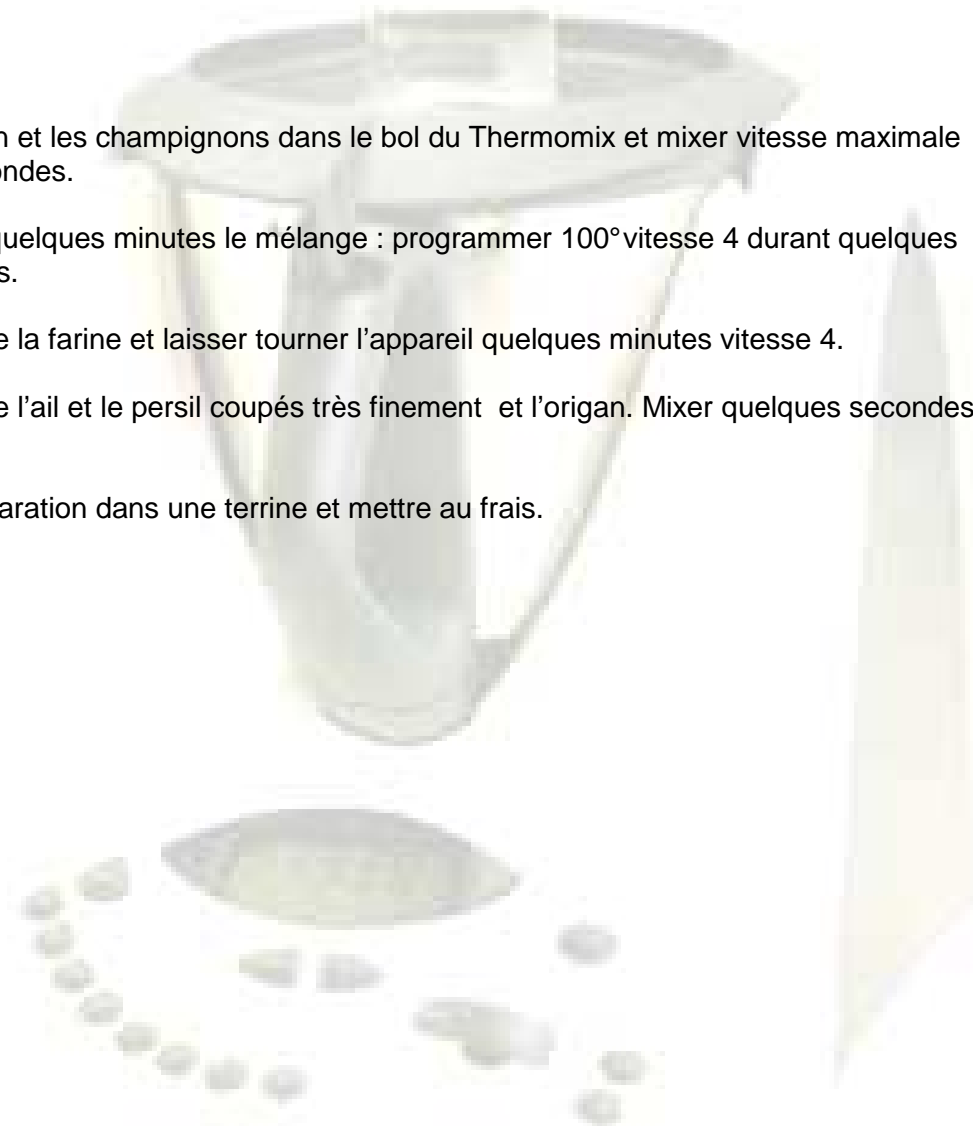 n et les champignons dans le bol du Thermomix et mixer vitesse maximale
ondes.
quelques minutes le mélange : programmer 100° vitesse 4 durant quelques
s.
e la farine et laisser tourner l’appareil quelques minutes vitesse 4.
e l’ail et le persil coupés très finement  et l’origan. Mixer quelques secondes
aration dans une terrine et mettre au frais.